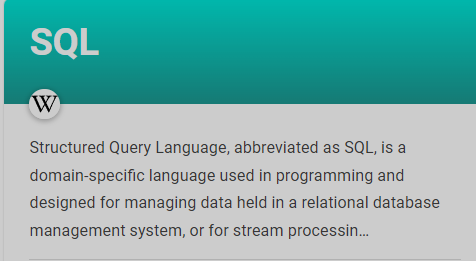 SQL
W
Structured Query Language, abbreviated as SQL, is a
domain-specific language used in programming and
designed for managing data held in a relational database
management system, or for stream processin...